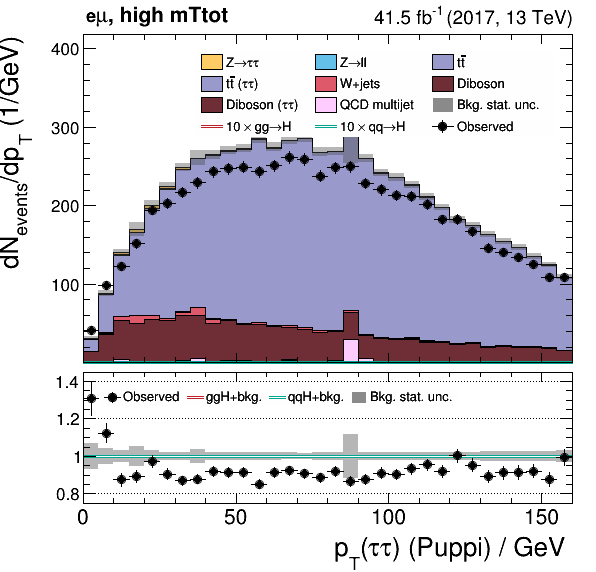 eμ, high mTtot 41.5 fb⁻¹ (2017, 13 TeV)
dN_events/dp_T (1/GeV)
400
300
200
100
Z→ττ Z→ll tt̄
tt̄ (ττ) W+jets Diboson
Diboson (ττ) QCD multijet Bkg. stat. unc.
10 × gg→H 10 × qq→H Observed
1.4
1.2
1
0.8
Observed ggH+bkg. qqH+bkg. Bkg. stat. unc.
0 50 100 150
p_T(ττ) (Puppi) / GeV